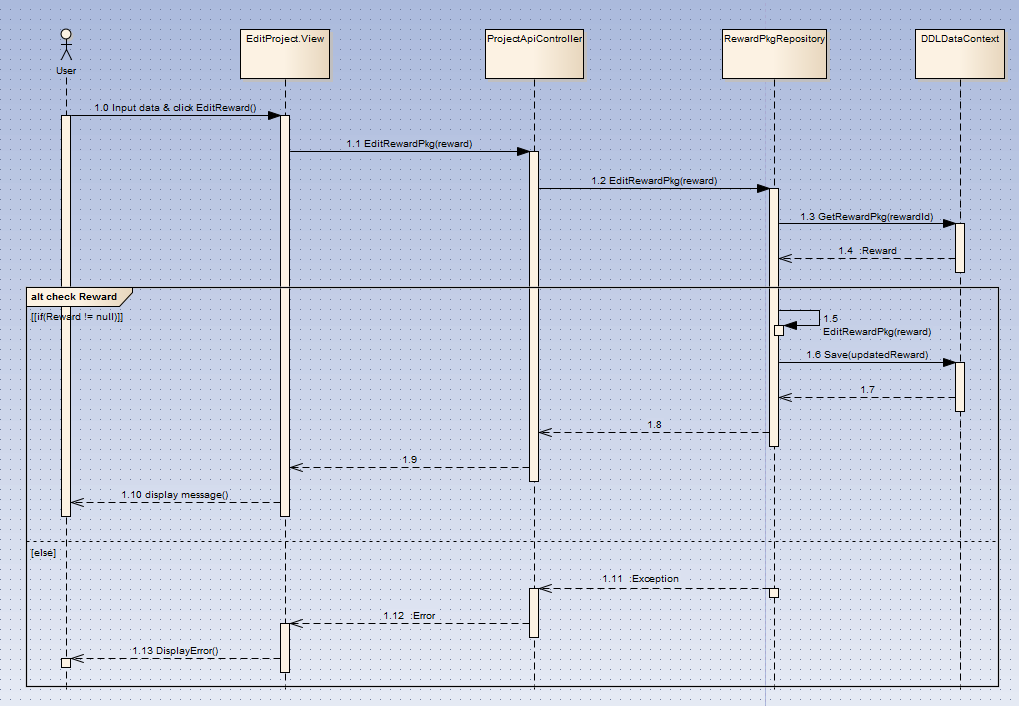 User
EditProject.View
ProjectApiController
RewardPkgRepository
DDLDataContext
1.0 Input data & click EditReward()
1.1 EditRewardPkg(reward)
1.2 EditRewardPkg(reward)
1.3 GetRewardPkg(rewardId)
1.4 :Reward
alt check Reward
[[if(Reward != null)]]
1.5
EditRewardPkg(reward)
1.6 Save(updatedReward)
1.7
1.8
1.9
1.10 display message()
[else]
1.11 :Exception
1.12 :Error
1.13 DisplayError()